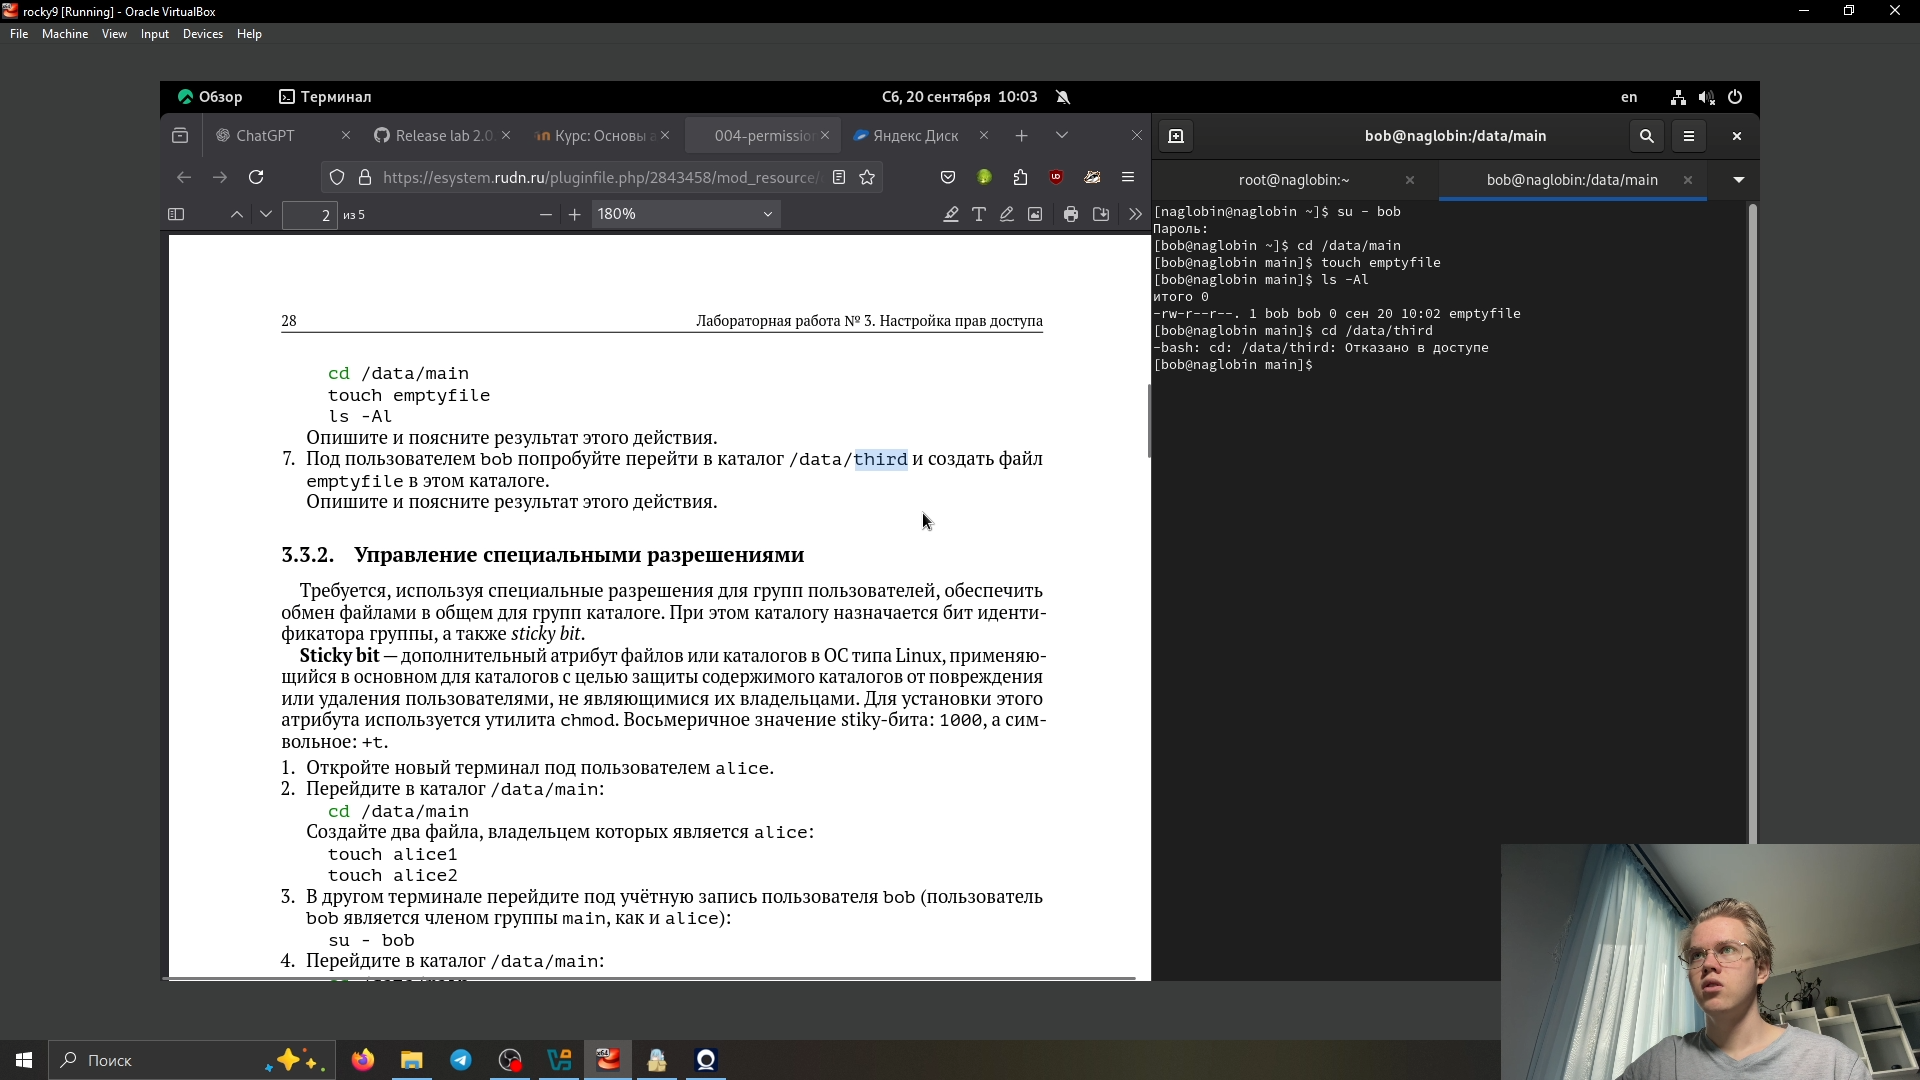 rocky9 [Running] - Oracle VirtualBox
File Machine View Input Devices Help
Обзор Терминал Сб, 20 сентября 10:03 en
ChatGPT Release lab 2.0. Курс: Основы а 004-permission Яндекс Диск
https://esystem.rudn.ru/pluginfile.php/2843458/mod_resource/
2 из 5 180%
28 Лабораторная работа № 3. Настройка прав доступа
cd /data/main
touch emptyfile
ls -Al
Опишите и поясните результат этого действия.
7. Под пользователем bob попробуйте перейти в каталог /data/third и создать файл
emptyfile в этом каталоге.
Опишите и поясните результат этого действия.
3.3.2. Управление специальными разрешениями
Требуется, используя специальные разрешения для групп пользователей, обеспечить
обмен файлами в общем для групп каталоге. При этом каталогу назначается бит иденти-
фикатора группы, а также sticky bit.
Sticky bit — дополнительный атрибут файлов или каталогов в ОС типа Linux, применяю-
щийся в основном для каталогов с целью защиты содержимого каталогов от повреждения
или удаления пользователями, не являющимися их владельцами. Для установки этого
атрибута используется утилита chmod. Восьмеричное значение stiky-бита: 1000, а сим-
вольное: +t.
1. Откройте новый терминал под пользователем alice.
2. Перейдите в каталог /data/main:
cd /data/main
Создайте два файла, владельцем которых является alice:
touch alice1
touch alice2
3. В другом терминале перейдите под учётную запись пользователя bob (пользователь
bob является членом группы main, как и alice):
su - bob
4. Перейдите в каталог /data/main:
bob@naglobin:/data/main
root@naglobin:~ bob@naglobin:/data/main
[naglobin@naglobin ~]$ su - bob
Пароль:
[bob@naglobin ~]$ cd /data/main
[bob@naglobin main]$ touch emptyfile
[bob@naglobin main]$ ls -Al
итого 0
-rw-r--r--. 1 bob bob 0 сен 20 10:02 emptyfile
[bob@naglobin main]$ cd /data/third
-bash: cd: /data/third: Отказано в доступе
[bob@naglobin main]$
Поиск